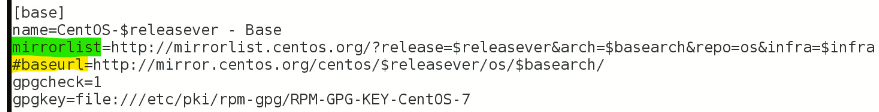 [base]
name=CentOS-$releasever - Base
mirrorlist=http://mirrorlist.centos.org/?release=$releasever&arch=$basearch&repo=os&infra=$infra
#baseurl=http://mirror.centos.org/centos/$releasever/os/$basearch/
gpgcheck=1
gpgkey=file:///etc/pki/rpm-gpg/RPM-GPG-KEY-CentOS-7